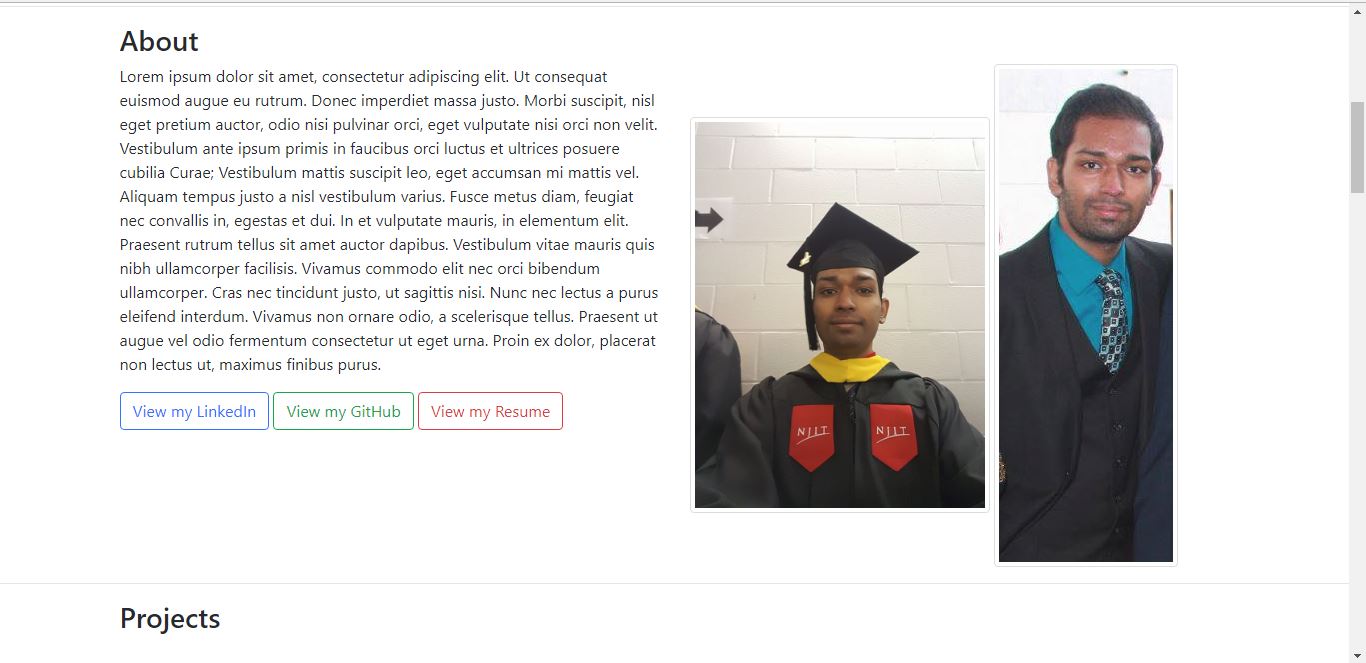 About
Lorem ipsum dolor sit amet, consectetur adipiscing elit. Ut consequat
euismod augue eu rutrum. Donec imperdiet massa justo. Morbi suscipit, nisl
eget pretium auctor, odio nisi pulvinar orci, eget vulputate nisi orci non velit.
Vestibulum ante ipsum primis in faucibus orci luctus et ultrices posuere
cubilia Curae; Vestibulum mattis suscipit leo, eget accumsan mi mattis vel.
Aliquam tempus justo a nisl vestibulum varius. Fusce metus diam, feugiat
nec convallis in, egestas et dui. In et vulputate mauris, in elementum elit.
Praesent rutrum tellus sit amet auctor dapibus. Vestibulum vitae mauris quis
nibh ullamcorper facilisis. Vivamus commodo elit nec orci bibendum
ullamcorper. Cras nec tincidunt justo, ut sagittis nisi. Nunc nec lectus a purus
eleifend interdum. Vivamus non ornare odio, a scelerisque tellus. Praesent ut
augue vel odio fermentum consectetur ut eget urna. Proin ex dolor, placerat
non lectus ut, maximus finibus purus.
View my LinkedIn View my GitHub View my Resume
NJIT NJIT
Projects